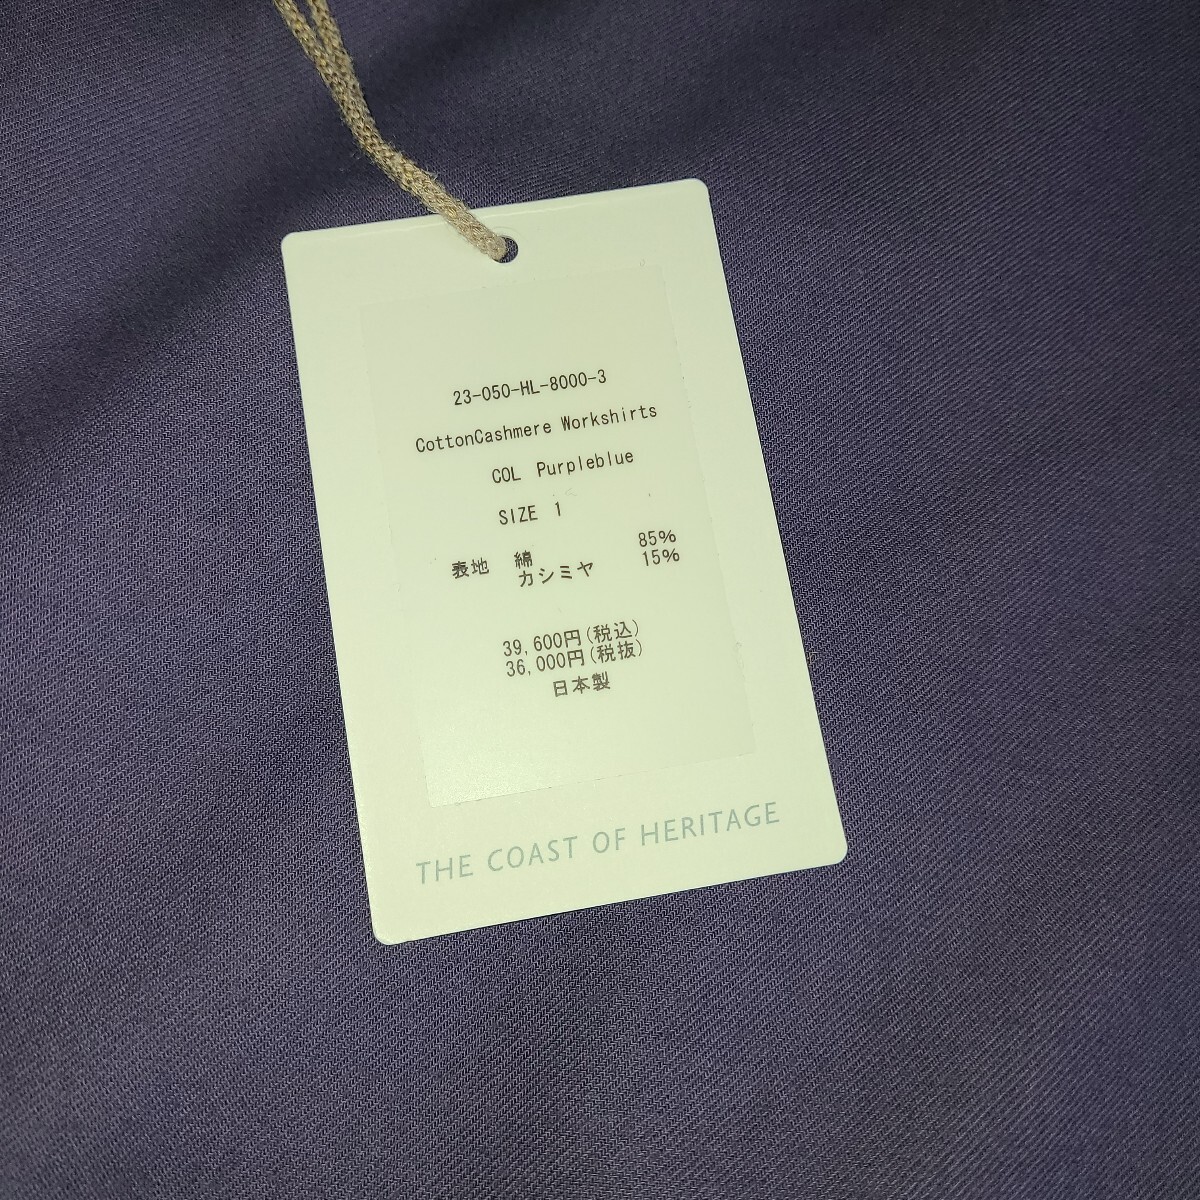 23-050-HL-8000-3
CottonCashmere Workshirts
COL Purpleblue
SIZE 1
表地 綿 85%
カシミヤ 15%
39,600円(税込)
36,000円(税抜)
日本製
THE COAST OF HERITAGE